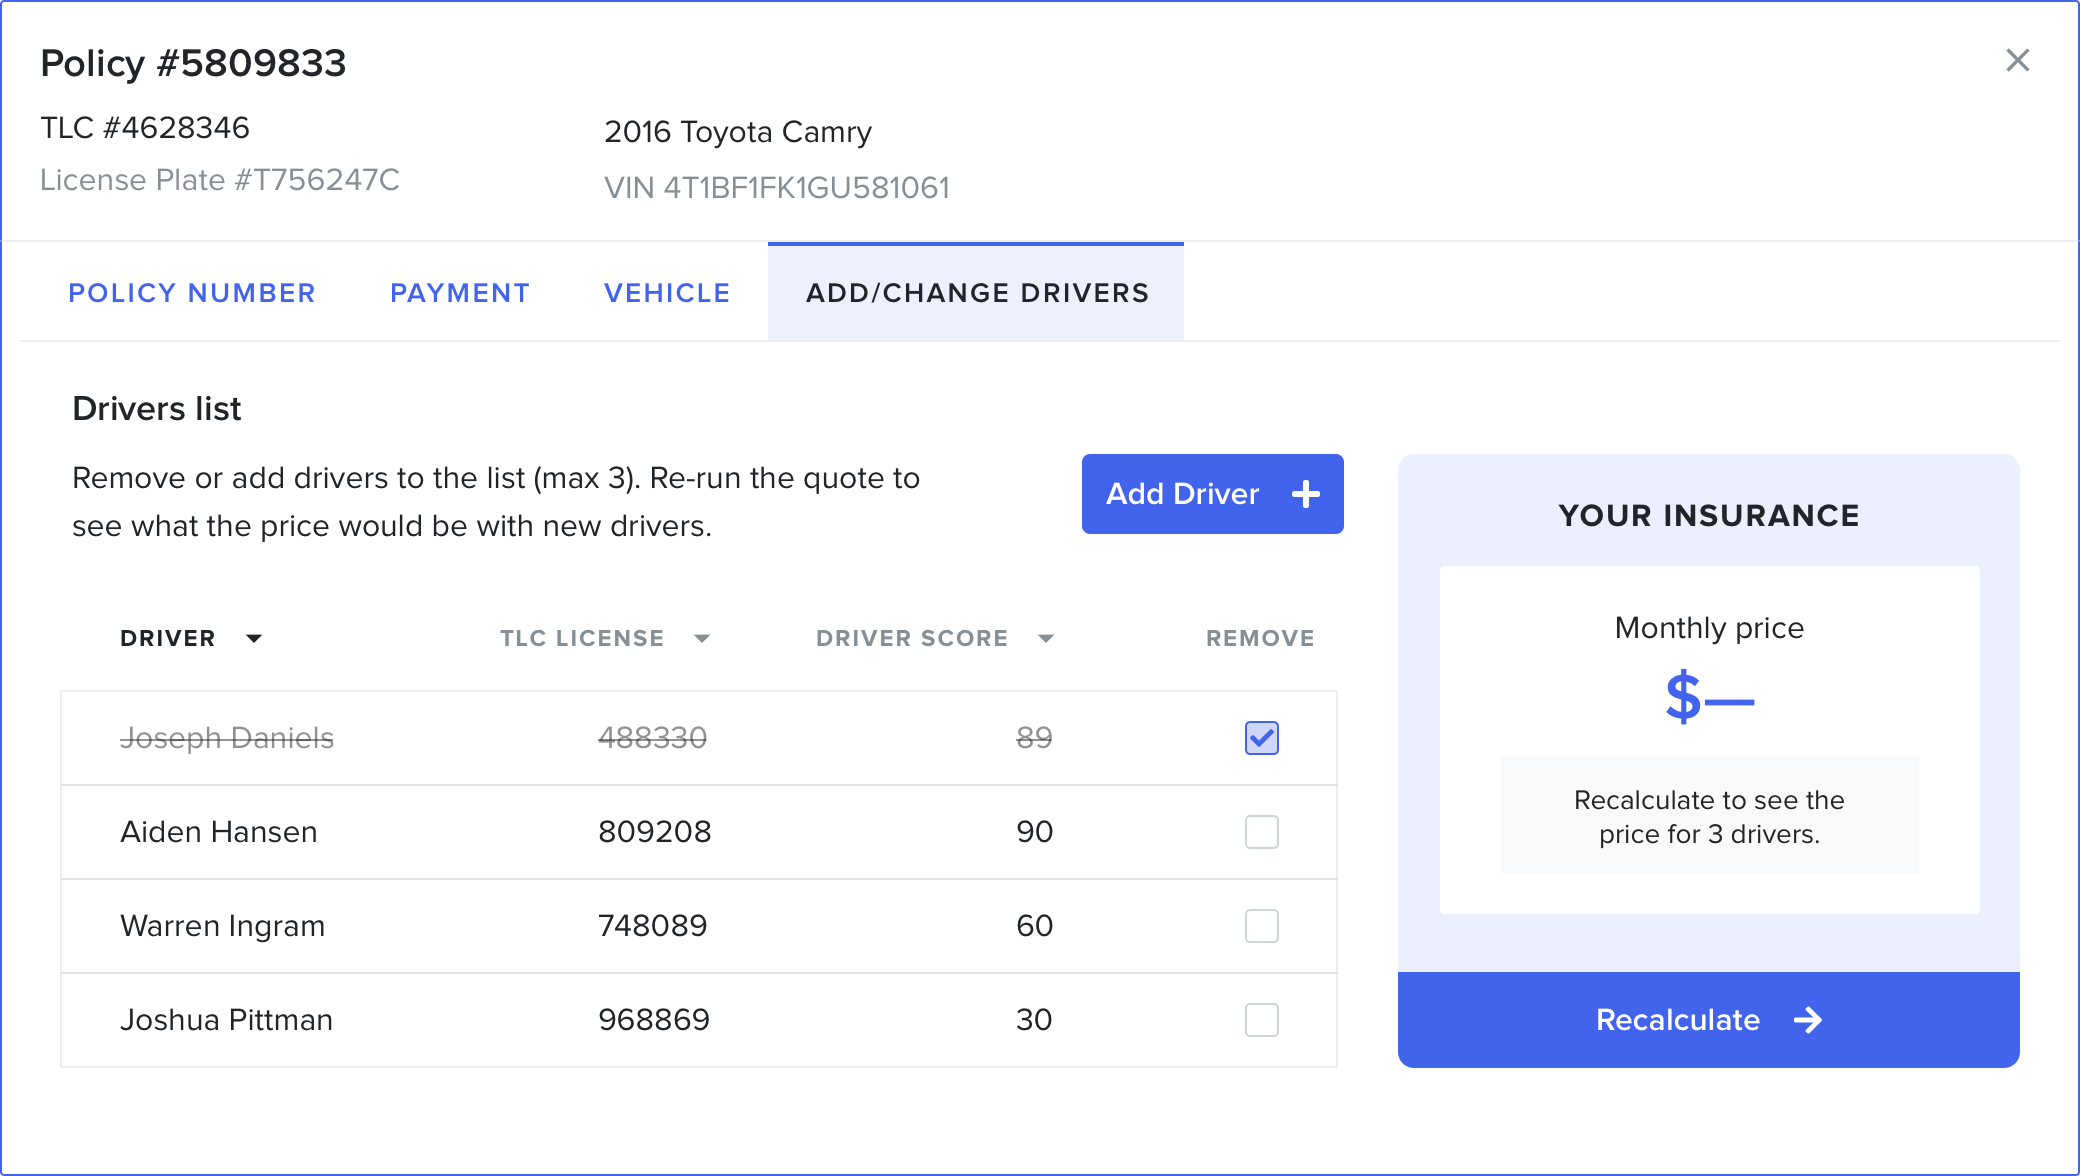 Policy #5809833
TLC #4628346
License Plate #T756247C
2016 Toyota Camry
VIN 4T1BF1FK1GU581061
POLICY NUMBER PAYMENT VEHICLE ADD/CHANGE DRIVERS
Drivers list
Remove or add drivers to the list (max 3). Re-run the quote to
see what the price would be with new drivers.
Add Driver
DRIVER TLC LICENSE DRIVER SCORE REMOVE
Joseph Daniels 488330 89
Aiden Hansen 809208 90
Warren Ingram 748089 60
Joshua Pittman 968869 30
YOUR INSURANCE
Monthly price
$—
Recalculate to see the
price for 3 drivers.
Recalculate